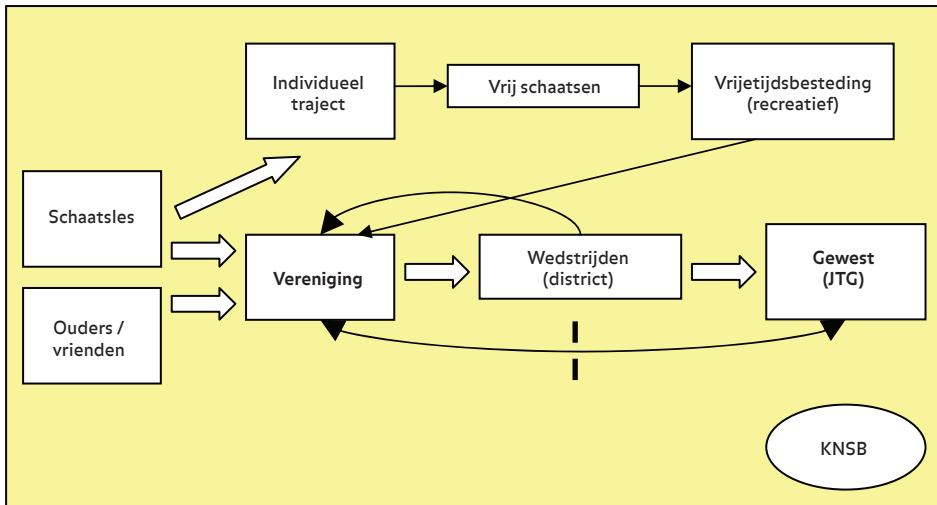 Individueel
traject
Vrij schaatsen
Vrijetijdsbesteding
(recreatief)
Schaatsles
Vereniging
Wedstrijden
(district)
Gewest
(JTG)
Ouders /
vrienden
KNSB